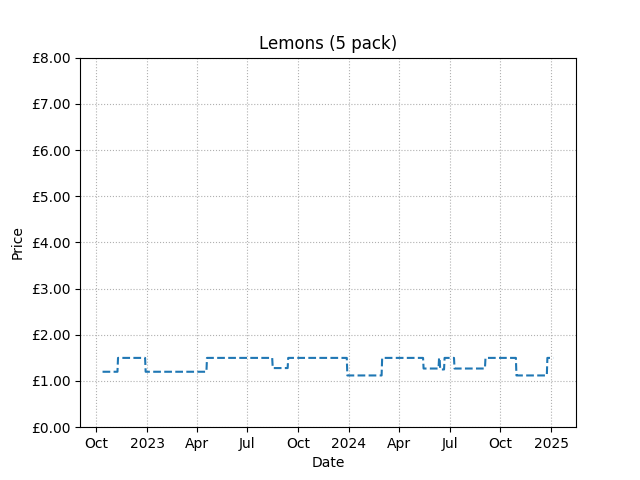 Lemons (5 pack)
£8.00
£7.00
£6.00
£5.00
£4.00
£3.00
£2.00
£1.00
£0.00
Price
Oct 2023 Apr Jul Oct 2024 Apr Jul Oct 2025
Date